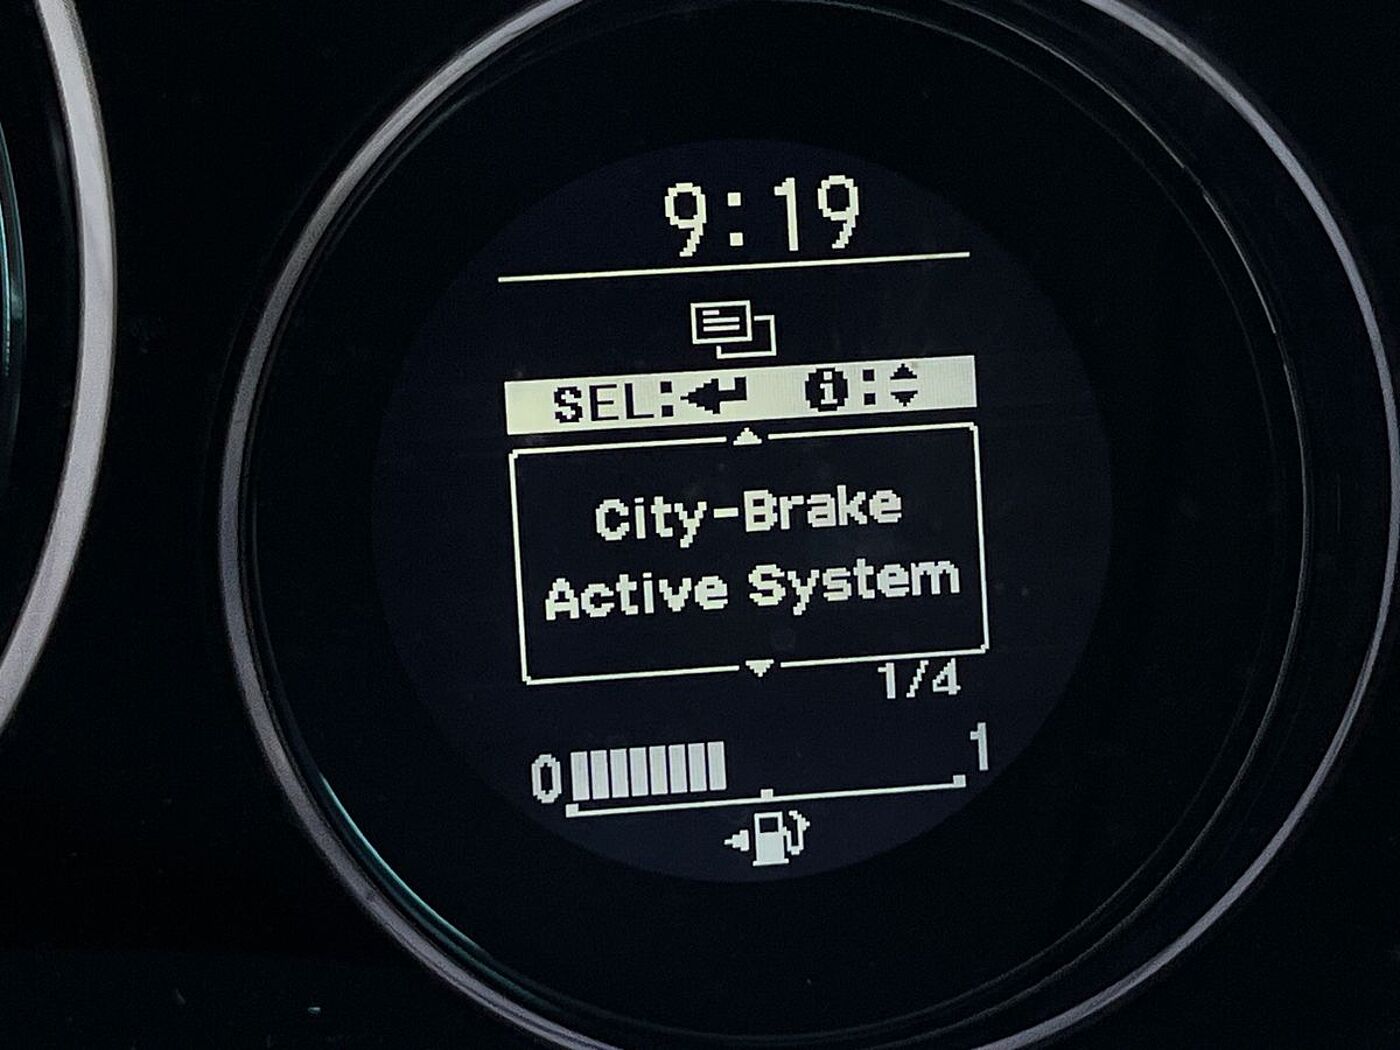 9:19
SEL: i:
City-Brake
Active System
1/4
0 1